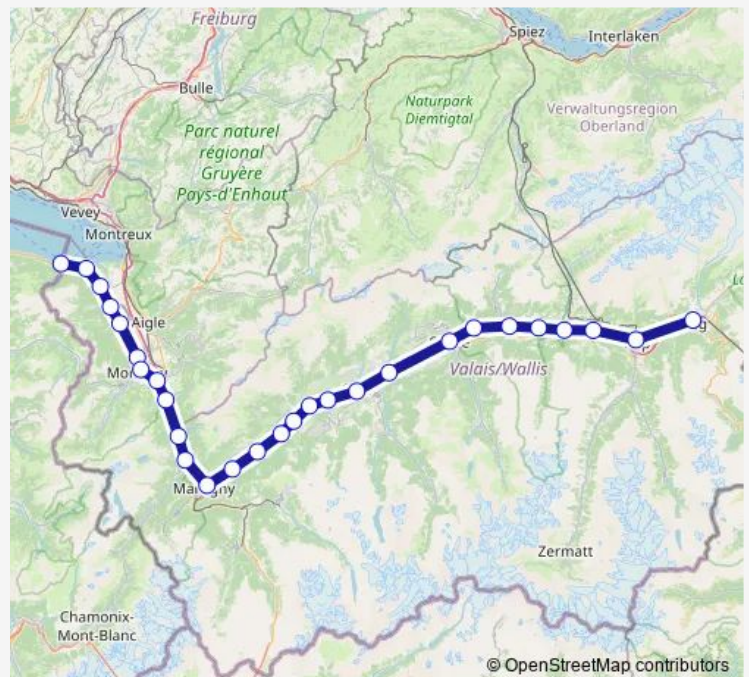 Freiburg
Spiez
Interlaken
Bulle
Naturpark
Diemtigtal
Verwaltungsregion
Oberland
Parc naturel
régional
Gruyère
Pays-d'Enhaut
Vevey
Montreux
Aigle
Valais/Wallis
Zermatt
Chamonix-
Mont-Blanc
© OpenStreetMap contributors